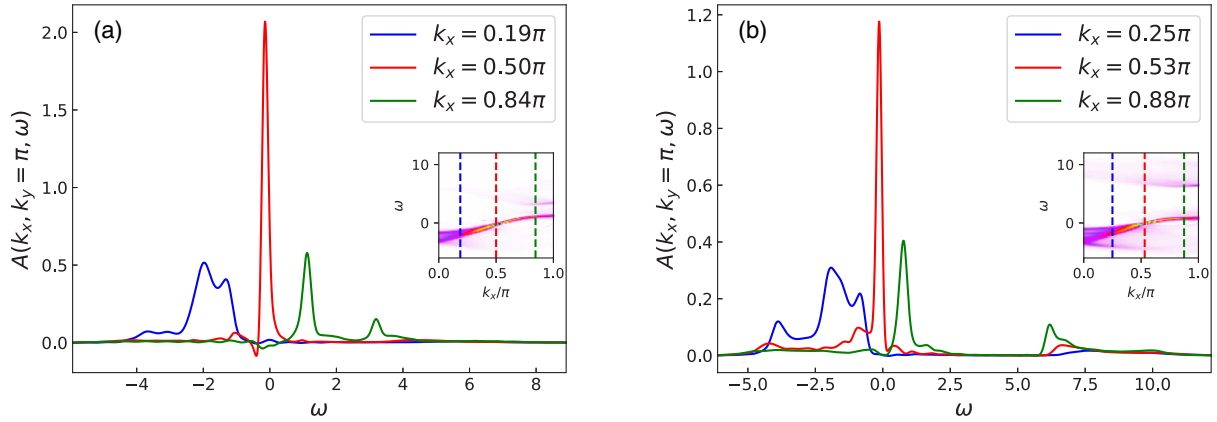 (a)
k_x = 0.19π
k_x = 0.50π
k_x = 0.84π
A(k_x, k_y = π, ω)
2.0
1.5
1.0
0.5
0.0
−4
−2
0
2
4
6
8
ω
ω
10
0
0.0
0.5
1.0
k_x/π
(b)
k_x = 0.25π
k_x = 0.53π
k_x = 0.88π
A(k_x, k_y = π, ω)
1.2
1.0
0.8
0.6
0.4
0.2
0.0
−5.0
−2.5
0.0
2.5
5.0
7.5
10.0
ω
ω
10
0
0.0
0.5
1.0
k_x/π